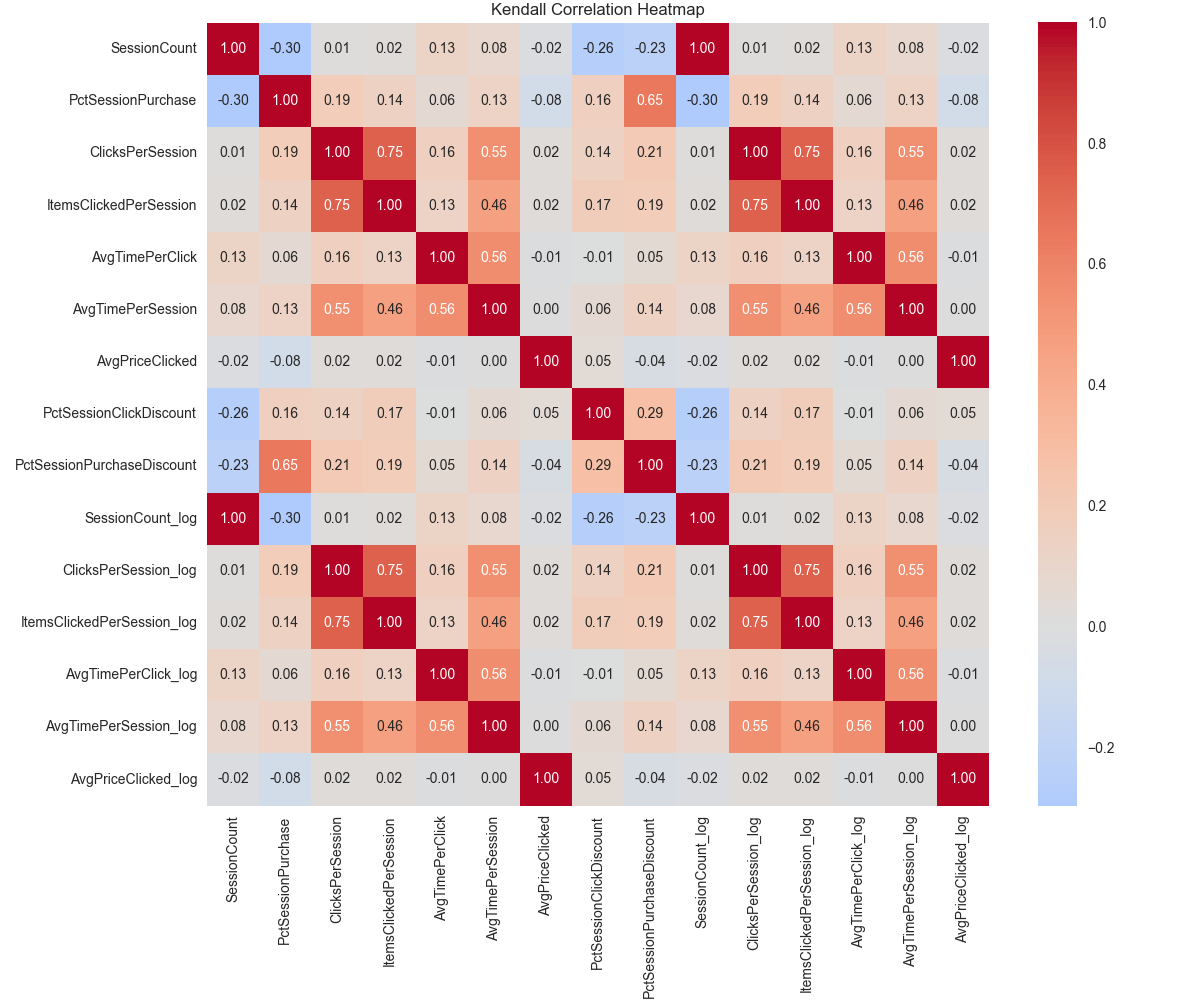 Kendall Correlation Heatmap
SessionCount 1.00 -0.30 0.01 0.02 0.13 0.08 -0.02 -0.26 -0.23 1.00 0.01 0.02 0.13 0.08 -0.02
PctSessionPurchase -0.30 1.00 0.19 0.14 0.06 0.13 -0.08 0.16 0.65 -0.30 0.19 0.14 0.06 0.13 -0.08
ClicksPerSession 0.01 0.19 1.00 0.75 0.16 0.55 0.02 0.14 0.21 0.01 1.00 0.75 0.16 0.55 0.02
ItemsClickedPerSession 0.02 0.14 0.75 1.00 0.13 0.46 0.02 0.17 0.19 0.02 0.75 1.00 0.13 0.46 0.02
AvgTimePerClick 0.13 0.06 0.16 0.13 1.00 0.56 -0.01 -0.01 0.05 0.13 0.16 0.13 1.00 0.56 -0.01
AvgTimePerSession 0.08 0.13 0.55 0.46 0.56 1.00 0.00 0.06 0.14 0.08 0.55 0.46 0.56 1.00 0.00
AvgPriceClicked -0.02 -0.08 0.02 0.02 -0.01 0.00 1.00 0.05 -0.04 -0.02 0.02 0.02 -0.01 0.00 1.00
PctSessionClickDiscount -0.26 0.16 0.14 0.17 -0.01 0.06 0.05 1.00 0.29 -0.26 0.14 0.17 -0.01 0.06 0.05
PctSessionPurchaseDiscount -0.23 0.65 0.21 0.19 0.05 0.14 -0.04 0.29 1.00 -0.23 0.21 0.19 0.05 0.14 -0.04
SessionCount_log 1.00 -0.30 0.01 0.02 0.13 0.08 -0.02 -0.26 -0.23 1.00 0.01 0.02 0.13 0.08 -0.02
ClicksPerSession_log 0.01 0.19 1.00 0.75 0.16 0.55 0.02 0.14 0.21 0.01 1.00 0.75 0.16 0.55 0.02
ItemsClickedPerSession_log 0.02 0.14 0.75 1.00 0.13 0.46 0.02 0.17 0.19 0.02 0.75 1.00 0.13 0.46 0.02
AvgTimePerClick_log 0.13 0.06 0.16 0.13 1.00 0.56 -0.01 -0.01 0.05 0.13 0.16 0.13 1.00 0.56 -0.01
AvgTimePerSession_log 0.08 0.13 0.55 0.46 0.56 1.00 0.00 0.06 0.14 0.08 0.55 0.46 0.56 1.00 0.00
AvgPriceClicked_log -0.02 -0.08 0.02 0.02 -0.01 0.00 1.00 0.05 -0.04 -0.02 0.02 0.02 -0.01 0.00 1.00
SessionCount
PctSessionPurchase
ClicksPerSession
ItemsClickedPerSession
AvgTimePerClick
AvgTimePerSession
AvgPriceClicked
PctSessionClickDiscount
PctSessionPurchaseDiscount
SessionCount_log
ClicksPerSession_log
ItemsClickedPerSession_log
AvgTimePerClick_log
AvgTimePerSession_log
AvgPriceClicked_log
1.0
0.8
0.6
0.4
0.2
0.0
−0.2